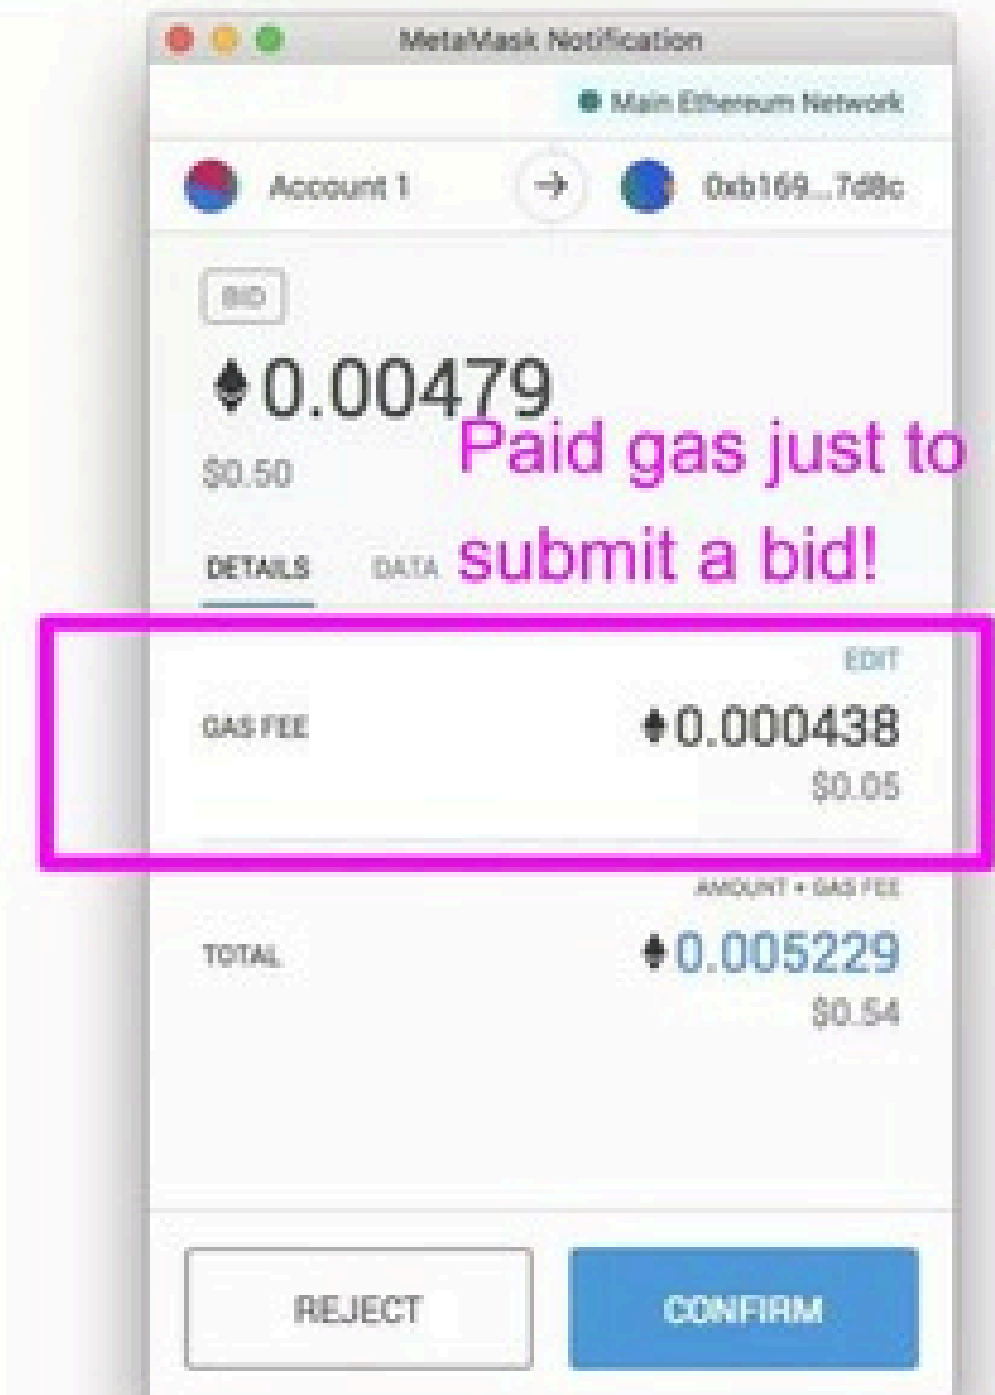 MetaMask Notification
Main Ethereum Network
Account 1
0xb169...7d8c
BID
0.00479
$0.50
Paid gas just to
submit a bid!
DETAILS DATA
EDIT
GAS FEE 0.000438
$0.05
AMOUNT + GAS FEE
TOTAL 0.005229
$0.54
REJECT CONFIRM